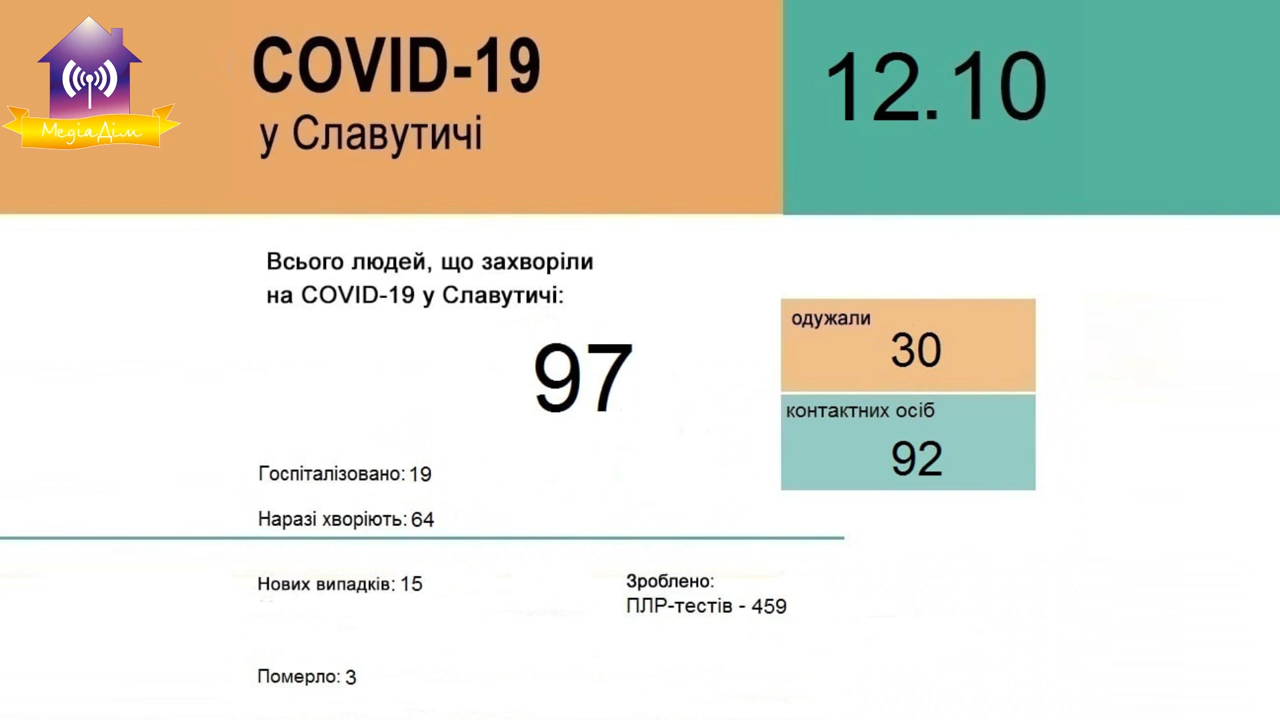 МедіаДім
COVID-19
у Славутичі
12.10
Всього людей, що захворіли
на COVID-19 у Славутичі:
97
одужали
30
контактних осіб
92
Госпіталізовано: 19
Наразі хворіють: 64
Нових випадків: 15
Зроблено:
ПЛР-тестів - 459
Померло: 3